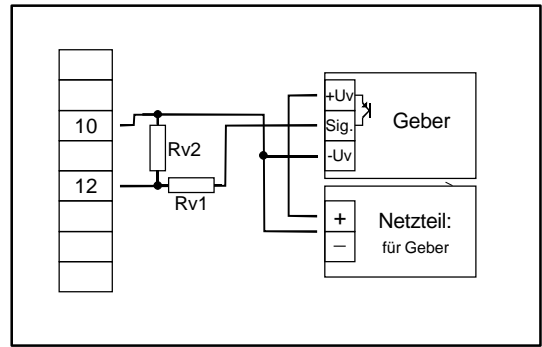 10
12
Rv2
Rv1
+Uv
Sig.
-Uv
Geber
+
−
Netzteil:
für Geber